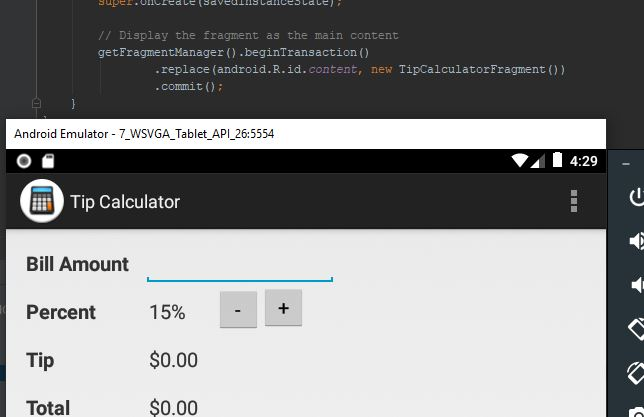 super.onCreate(savedInstanceState);
// Display the fragment as the main content
getFragmentManager().beginTransaction()
.replace(android.R.id.content, new TipCalculatorFragment())
.commit();
}
Android Emulator - 7_WSVGA_Tablet_API_26:5554
4:29
Tip Calculator
Bill Amount
Percent 15% - +
Tip $0.00
Total $0.00